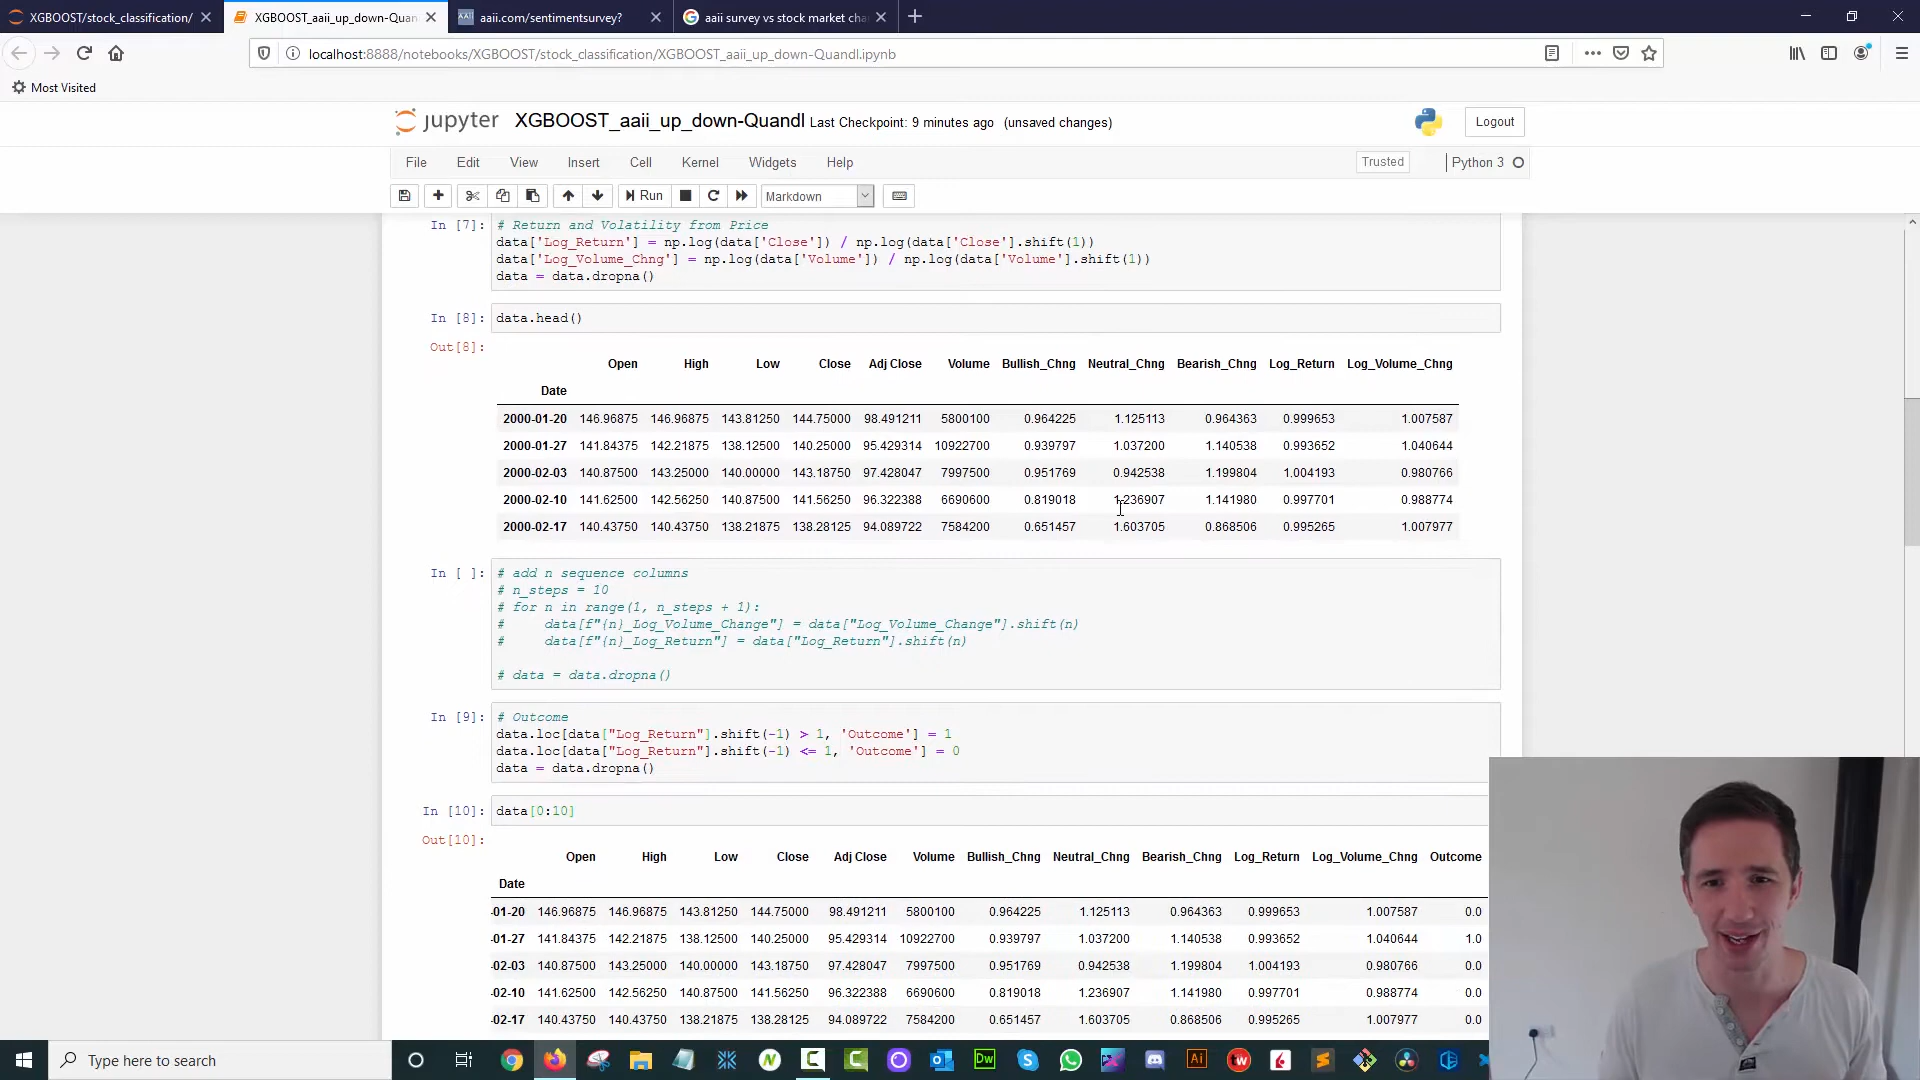 XGBOOST/stock_classification/
XGBOOST_aaii_up_down-Quan
AAII
aaii.com/sentimentsurvey?
aaii survey vs stock market cha
localhost:8888/notebooks/XGBOOST/stock_classification/XGBOOST_aaii_up_down-Quandl.ipynb
Most Visited
jupyter XGBOOST_aaii_up_down-Quandl Last Checkpoint: 9 minutes ago (unsaved changes) Logout
File Edit View Insert Cell Kernel Widgets Help Trusted Python 3
Run Markdown
In [7]: # Return and Volatility from Price
data['Log_Return'] = np.log(data['Close']) / np.log(data['Close'].shift(1))
data['Log_Volume_Chng'] = np.log(data['Volume']) / np.log(data['Volume'].shift(1))
data = data.dropna()
In [8]: data.head()
Out[8]:
Open High Low Close Adj Close Volume Bullish_Chng Neutral_Chng Bearish_Chng Log_Return Log_Volume_Chng
Date
2000-01-20 146.96875 146.96875 143.81250 144.75000 98.491211 5800100 0.964225 1.125113 0.964363 0.999653 1.007587
2000-01-27 141.84375 142.21875 138.12500 140.25000 95.429314 10922700 0.939797 1.037200 1.140538 0.993652 1.040644
2000-02-03 140.87500 143.25000 140.00000 143.18750 97.428047 7997500 0.951769 0.942538 1.199804 1.004193 0.980766
2000-02-10 141.62500 142.56250 140.87500 141.56250 96.322388 6690600 0.819018 1.236907 1.141980 0.997701 0.988774
2000-02-17 140.43750 140.43750 138.21875 138.28125 94.089722 7584200 0.651457 1.603705 0.868506 0.995265 1.007977
In [ ]: # add n sequence columns
# n_steps = 10
# for n in range(1, n_steps + 1):
#     data[f"{n}_Log_Volume_Change"] = data["Log_Volume_Change"].shift(n)
#     data[f"{n}_Log_Return"] = data["Log_Return"].shift(n)
# data = data.dropna()
In [9]: # Outcome
data.loc[data["Log_Return"].shift(-1) > 1, 'Outcome'] = 1
data.loc[data["Log_Return"].shift(-1) <= 1, 'Outcome'] = 0
data = data.dropna()
In [10]: data[0:10]
Out[10]:
Open High Low Close Adj Close Volume Bullish_Chng Neutral_Chng Bearish_Chng Log_Return Log_Volume_Chng Outcome
Date
-01-20 146.96875 146.96875 143.81250 144.75000 98.491211 5800100 0.964225 1.125113 0.964363 0.999653 1.007587 0.0
-01-27 141.84375 142.21875 138.12500 140.25000 95.429314 10922700 0.939797 1.037200 1.140538 0.993652 1.040644 1.0
-02-03 140.87500 143.25000 140.00000 143.18750 97.428047 7997500 0.951769 0.942538 1.199804 1.004193 0.980766 0.0
-02-10 141.62500 142.56250 140.87500 141.56250 96.322388 6690600 0.819018 1.236907 1.141980 0.997701 0.988774 0.0
-02-17 140.43750 140.43750 138.21875 138.28125 94.089722 7584200 0.651457 1.603705 0.868506 0.995265 1.007977 0.0
Type here to search